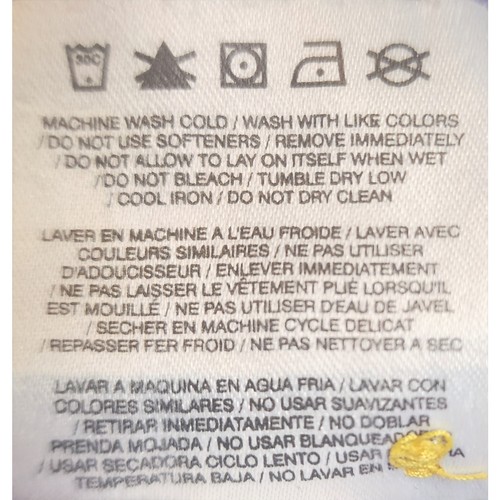 30C
MACHINE WASH COLD / WASH WITH LIKE COLORS
/ DO NOT USE SOFTENERS / REMOVE IMMEDIATELY
/ DO NOT ALLOW TO LAY ON ITSELF WHEN WET
/ DO NOT BLEACH / TUMBLE DRY LOW
/ COOL IRON / DO NOT DRY CLEAN
LAVER EN MACHINE A L'EAU FROIDE / LAVER AVEC
COULEURS SIMILAIRES / NE PAS UTILISER
D'ADOUCISSEUR / ENLEVER IMMEDIATEMENT
/ NE PAS LAISSER LE VÊTEMENT PLIÉ LORSQU'IL
EST MOUILLÉ / NE PAS UTILISER D'EAU DE JAVEL
/ SECHER EN MACHINE CYCLE DELICAT
/ REPASSER FER FROID / NE PAS NETTOYER A SEC
LAVAR A MAQUINA EN AGUA FRIA / LAVAR CON
COLORES SIMILARES / NO USAR SUAVIZANTES
/ RETIRAR INMEDIATAMENTE / NO DOBLAR
PRENDA MOJADA / NO USAR
/ USAR SECADORA CICLO LENTO / USAR
TEMPERATURA BAJA / NO LAVAR EN